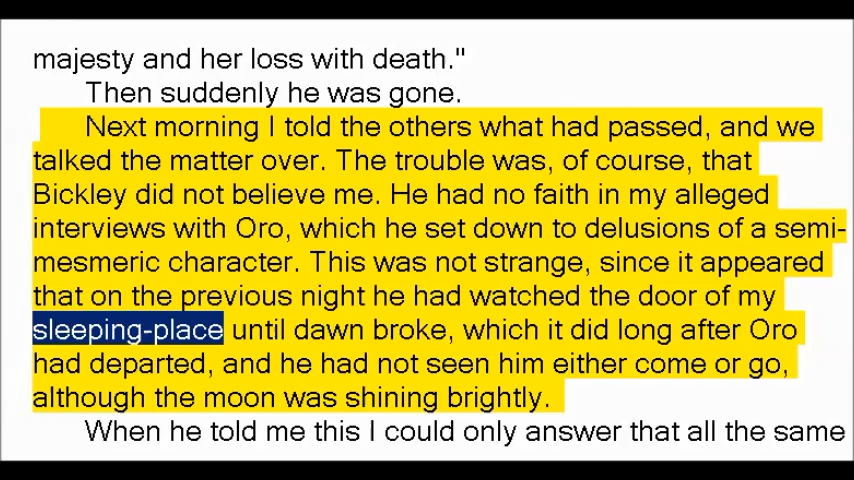 majesty and her loss with death."
Then suddenly he was gone.
Next morning I told the others what had passed, and we
talked the matter over. The trouble was, of course, that
Bickley did not believe me. He had no faith in my alleged
interviews with Oro, which he set down to delusions of a semi-
mesmeric character. This was not strange, since it appeared
that on the previous night he had watched the door of my
sleeping-place until dawn broke, which it did long after Oro
had departed, and he had not seen him either come or go,
although the moon was shining brightly.
When he told me this I could only answer that all the same